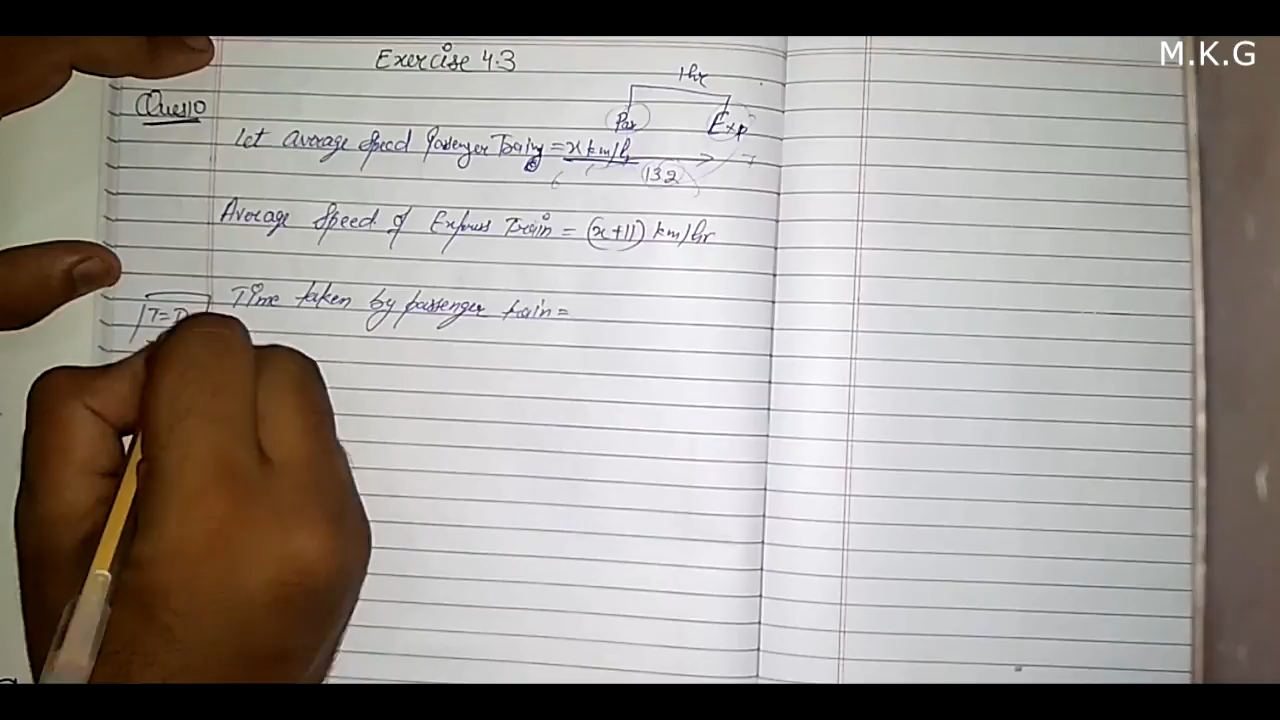 M.K.G
Exercise 4.3
1hr
Ques10
Pas
Exp
Let average speed Passenger Train = x km/h
132
Average Speed of Express Train = (x+11) km/hr
Time taken by passenger train =
T=D